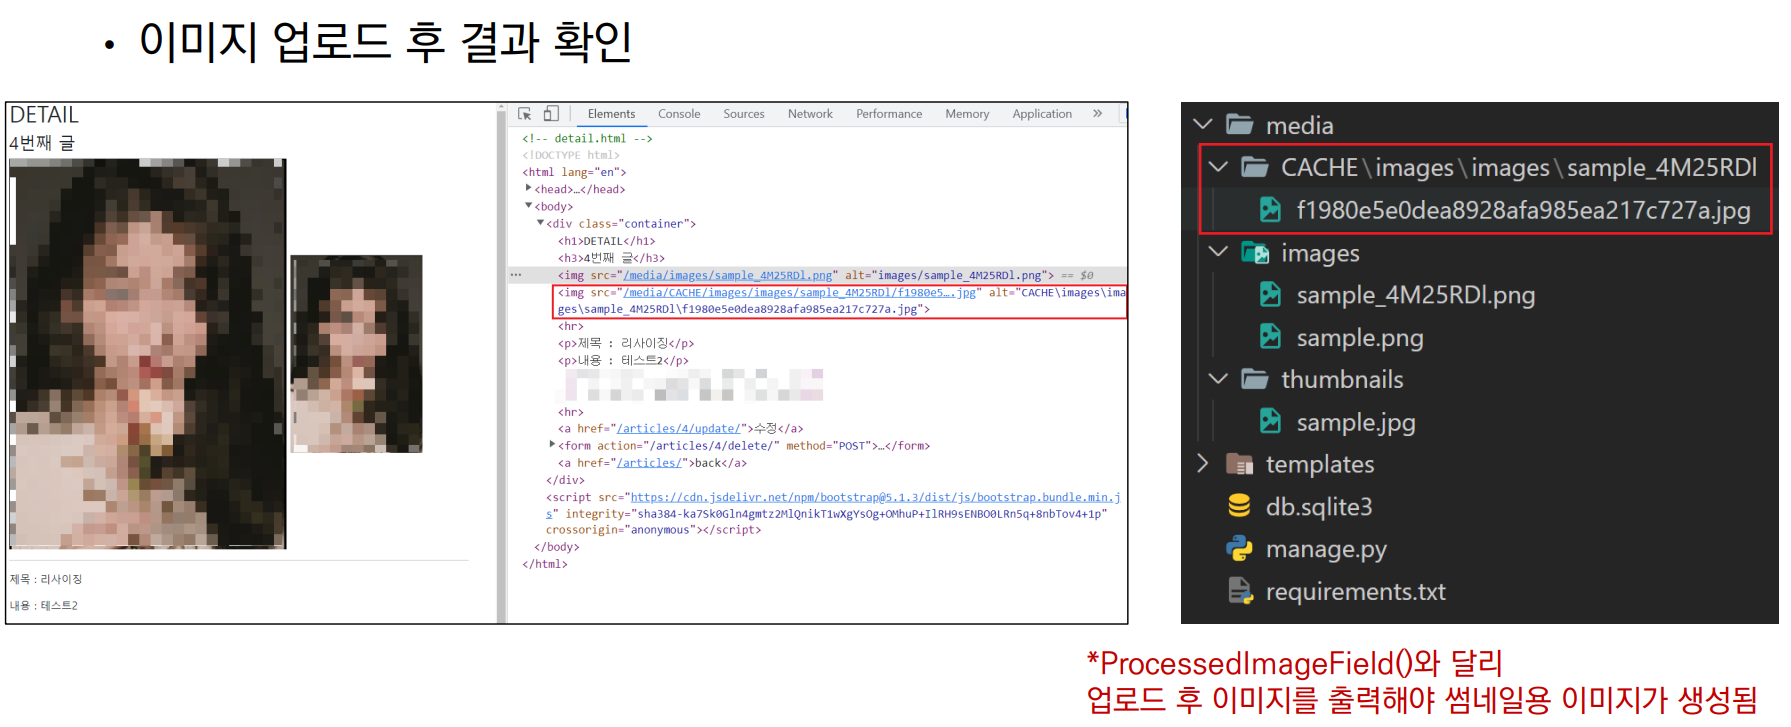 • 이미지 업로드 후 결과 확인
DETAIL
4번째 글
제목 : 리사이징
내용 : 테스트2
Elements Console Sources Network Performance Memory Application »
<!-- detail.html -->
<!DOCTYPE html>
<html lang="en">
<head>…</head>
<body>
<div class="container">
<h1>DETAIL</h1>
<h3>4번째 글</h3>
<img src="/media/images/sample_4M25RDl.png" alt="images/sample_4M25RDl.png"> == $0
<img src="/media/CACHE/images/images/sample_4M25RDl/f1980e5….jpg" alt="CACHE\images\ima
ges\sample_4M25RDl\f1980e5e0dea8928afa985ea217c727a.jpg">
<hr>
<p>제목 : 리사이징</p>
<p>내용 : 테스트2</p>
<hr>
<a href="/articles/4/update/">수정</a>
<form action="/articles/4/delete/" method="POST">…</form>
<a href="/articles/">back</a>
</div>
<script src="https://cdn.jsdelivr.net/npm/bootstrap@5.1.3/dist/js/bootstrap.bundle.min.j
s" integrity="sha384-ka7Sk0Gln4gmtz2MlQnikT1wXgYsOg+OMhuP+IlRH9sENBO0LRn5q+8nbTov4+1p"
crossorigin="anonymous"></script>
</body>
</html>
media
CACHE\images\images\sample_4M25RDl
f1980e5e0dea8928afa985ea217c727a.jpg
images
sample_4M25RDl.png
sample.png
thumbnails
sample.jpg
templates
db.sqlite3
manage.py
requirements.txt
*ProcessedImageField()와 달리
업로드 후 이미지를 출력해야 썸네일용 이미지가 생성됨